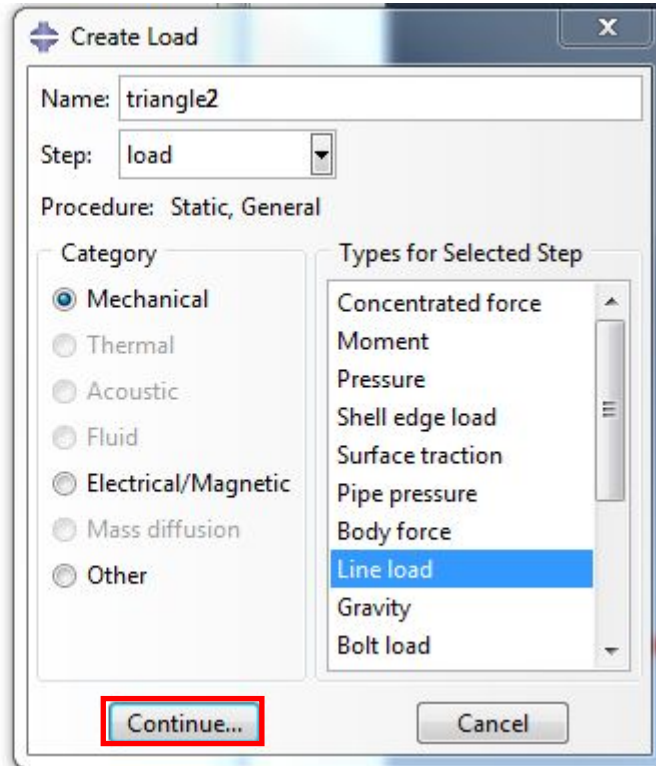 Create Load
Name: triangle2
Step: load
Procedure: Static, General
Category
Mechanical
Thermal
Acoustic
Fluid
Electrical/Magnetic
Mass diffusion
Other
Types for Selected Step
Concentrated force
Moment
Pressure
Shell edge load
Surface traction
Pipe pressure
Body force
Line load
Gravity
Bolt load
Continue...
Cancel